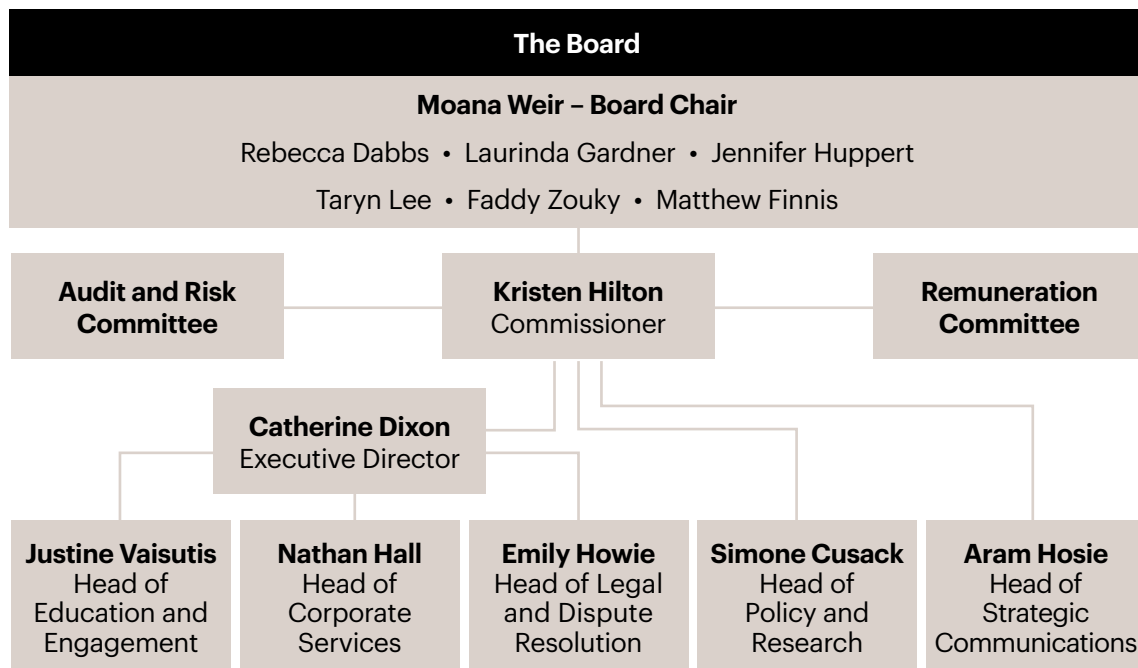 The Board
Moana Weir – Board Chair
Rebecca Dabbs • Laurinda Gardner • Jennifer Huppert
Taryn Lee • Faddy Zouky • Matthew Finnis
Audit and Risk
Committee
Kristen Hilton
Commissioner
Remuneration
Committee
Catherine Dixon
Executive Director
Justine Vaisutis
Head of
Education and
Engagement
Nathan Hall
Head of
Corporate
Services
Emily Howie
Head of Legal
and Dispute
Resolution
Simone Cusack
Head of
Policy and
Research
Aram Hosie
Head of
Strategic
Communications